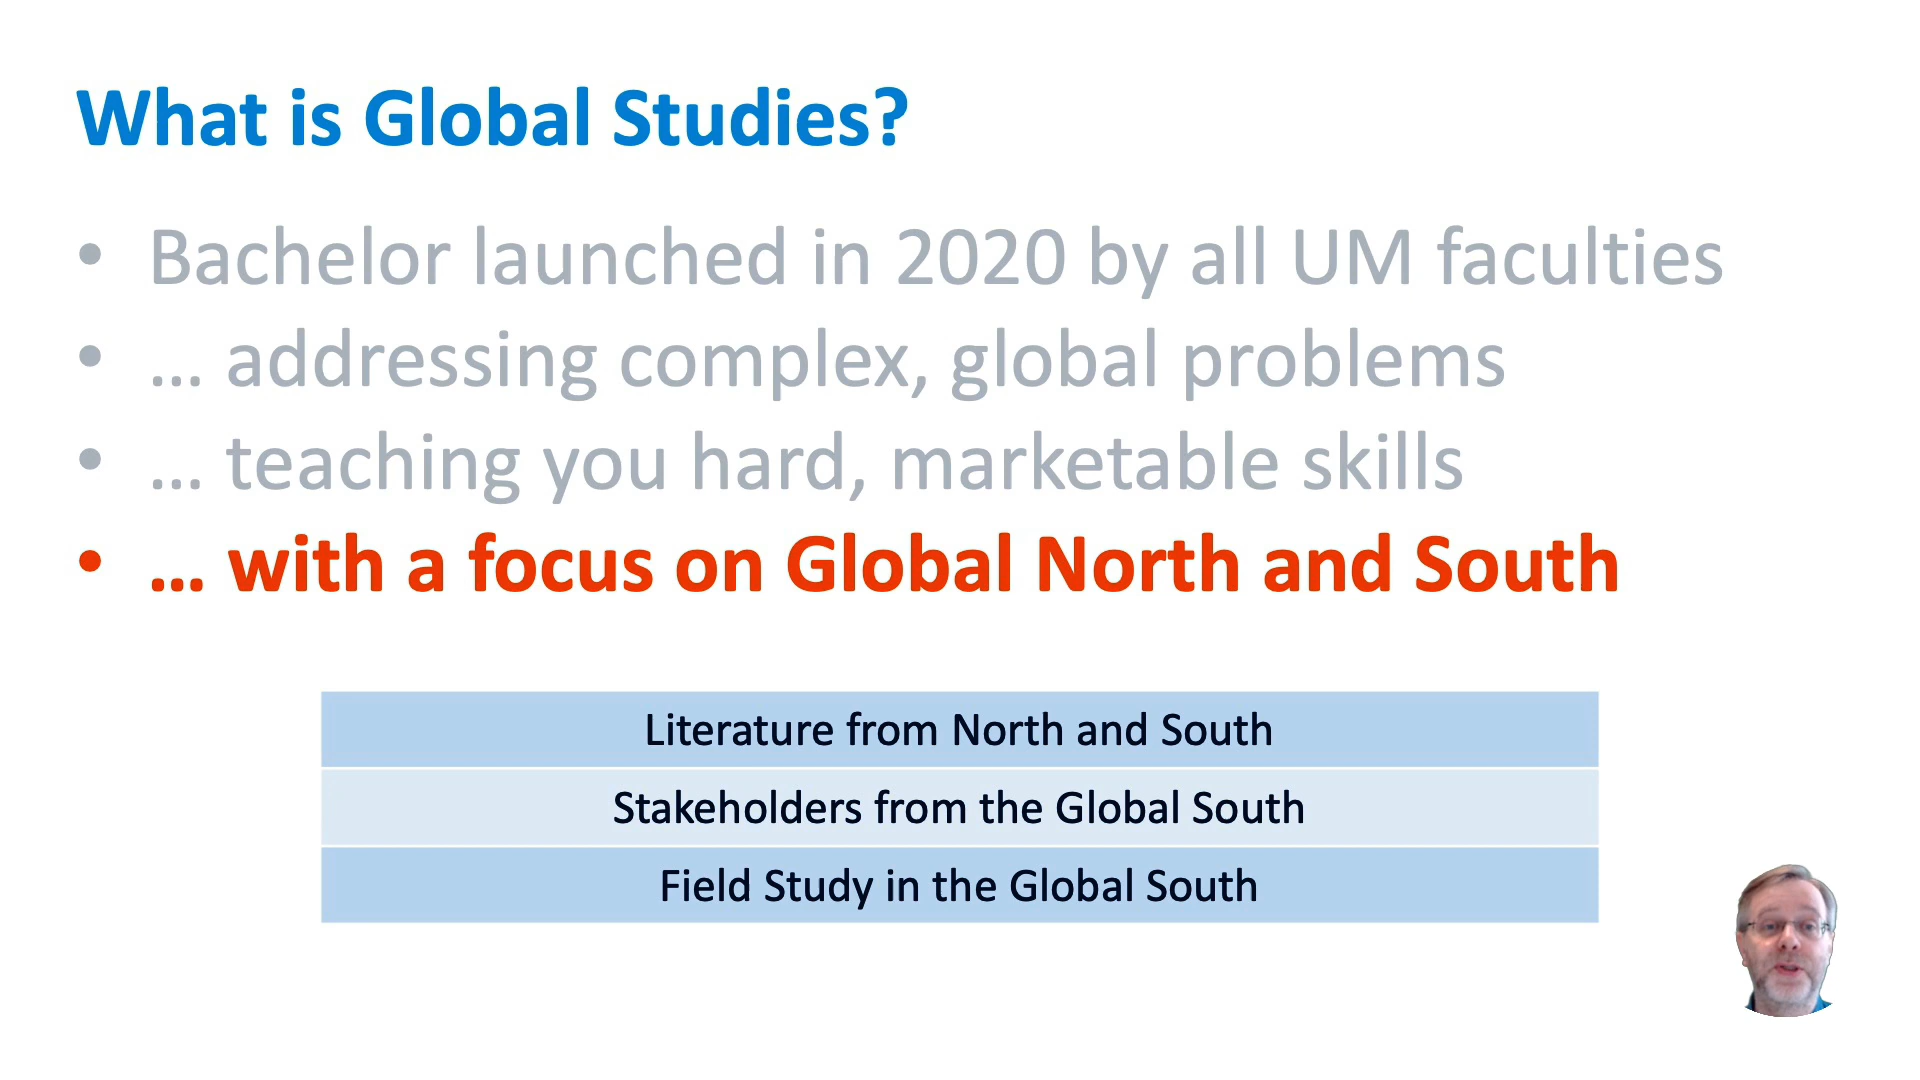 What is Global Studies?
• Bachelor launched in 2020 by all UM faculties
• … addressing complex, global problems
• … teaching you hard, marketable skills
• … with a focus on Global North and South
Literature from North and South
Stakeholders from the Global South
Field Study in the Global South